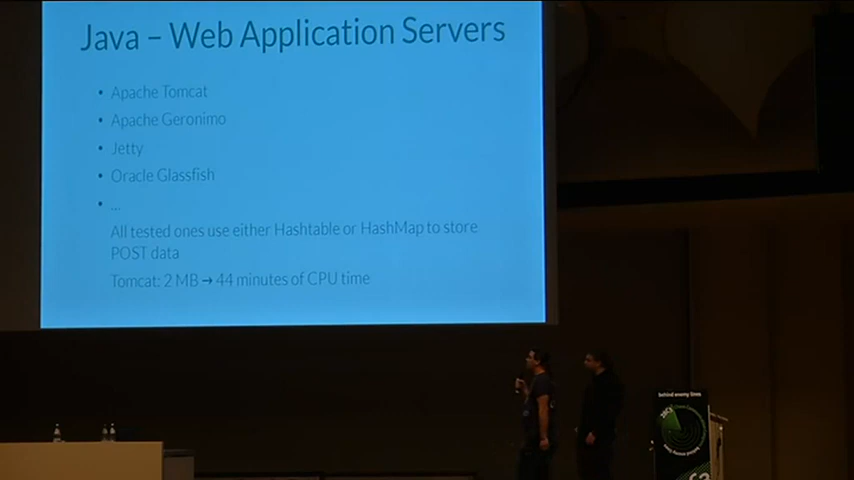 Java – Web Application Servers
• Apache Tomcat
• Apache Geronimo
• Jetty
• Oracle Glassfish
• ...
All tested ones use either Hashtable or HashMap to store
POST data
Tomcat: 2 MB → 44 minutes of CPU time
behind enemy lines